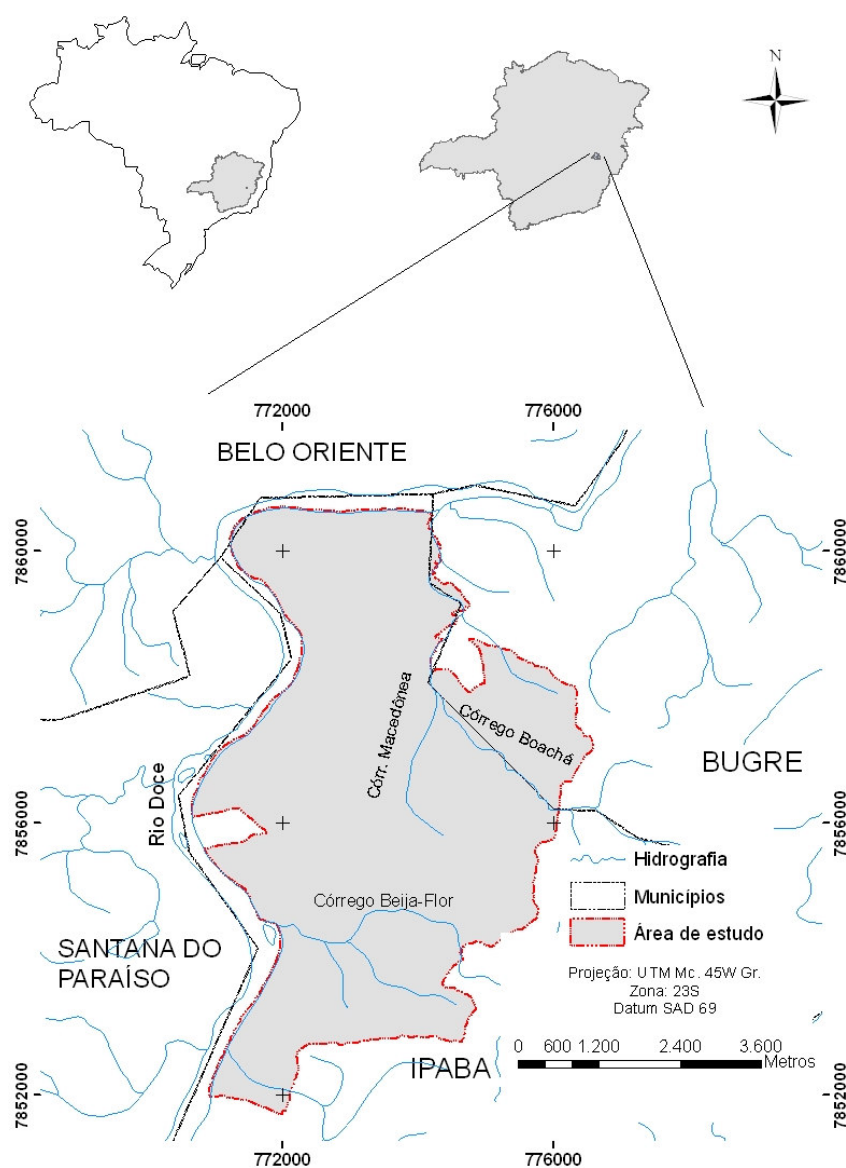 N
772000
776000
BELO ORIENTE
7860000
7860000
Córr. Macedônea
Córrego Boachá
BUGRE
Rio Doce
7856000
7856000
Hidrografia
Municípios
Área de estudo
Córrego Beija-Flor
SANTANA DO
PARAÍSO
Projeção: UTM Mc. 45W Gr.
Zona: 23S
Datum SAD 69
0 600 1.200 2.400 3.600
Metros
IPABA
7852000
7852000
772000
776000